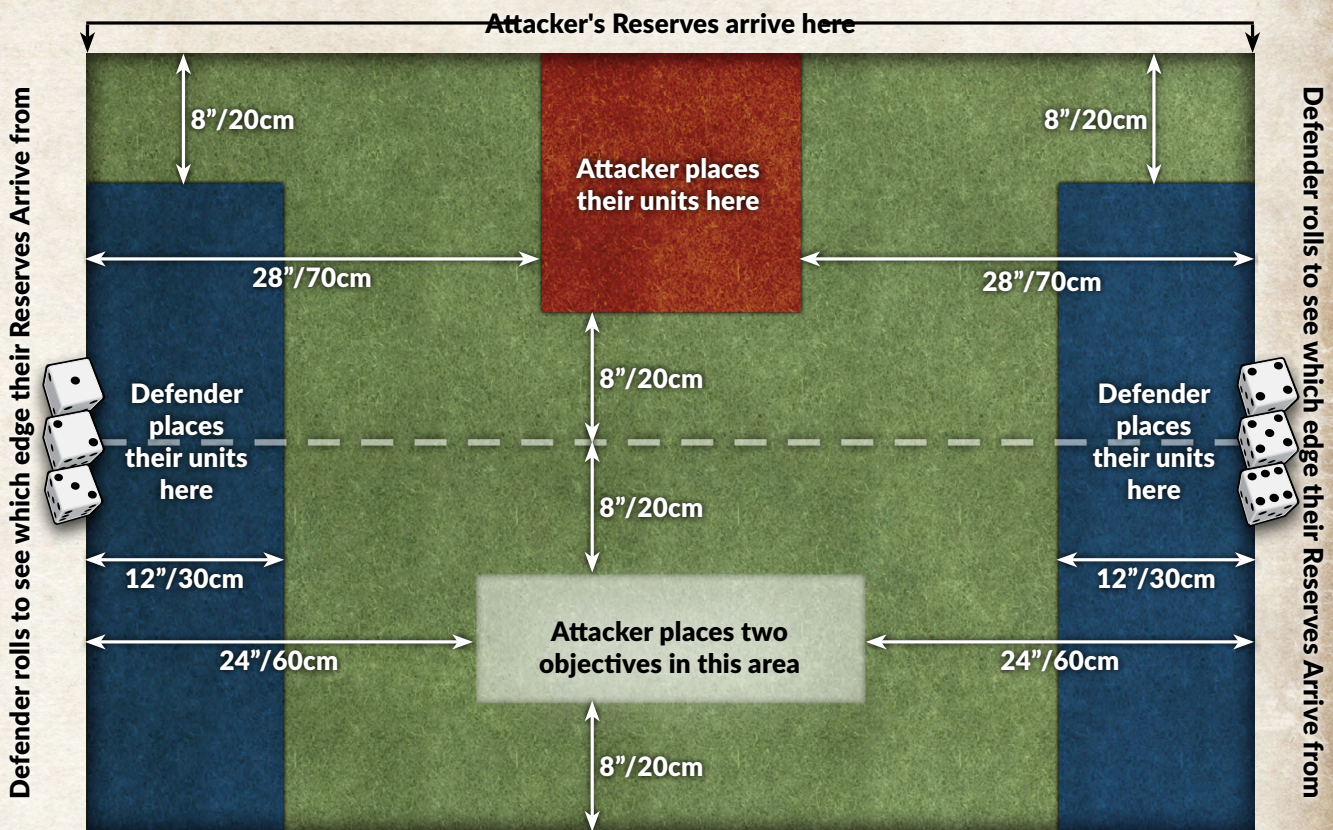 Attacker's Reserves arrive here
Defender rolls to see which edge their Reserves Arrive from
8”/20cm
8”/20cm
Attacker places
their units here
28”/70cm
28”/70cm
8”/20cm
Defender
places
their units
here
Defender
places
their units
here
8”/20cm
12”/30cm
12”/30cm
Attacker places two
objectives in this area
24”/60cm
24”/60cm
8”/20cm
Defender rolls to see which edge their Reserves Arrive from